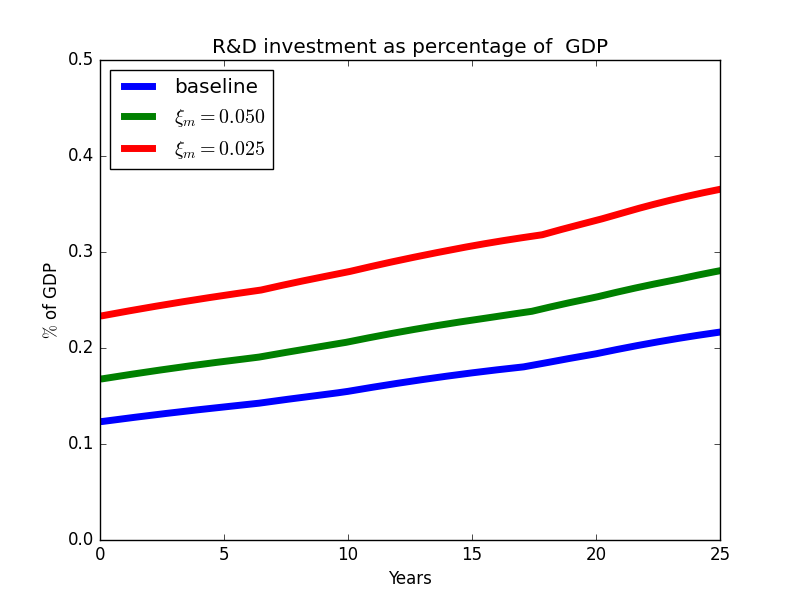 R&D investment as percentage of  GDP
baseline
ξₘ = 0.050
ξₘ = 0.025
% of GDP
0.5
0.4
0.3
0.2
0.1
0.0
0 5 10 15 20 25
Years